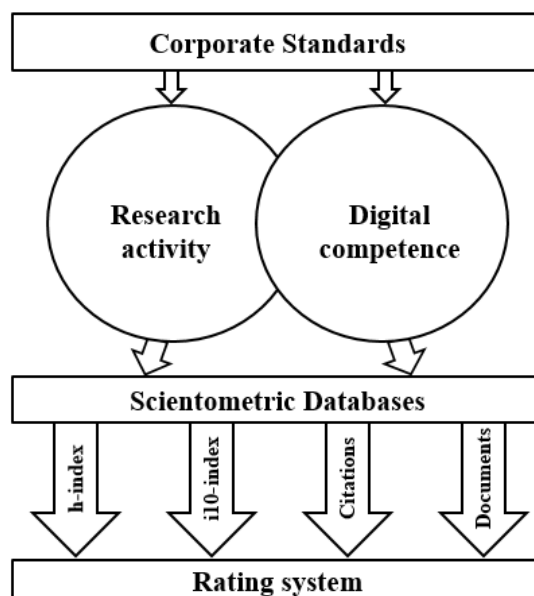 Corporate Standards
Research
activity
Digital
competence
Scientometric Databases
h-index
i10-index
Citations
Documents
Rating system